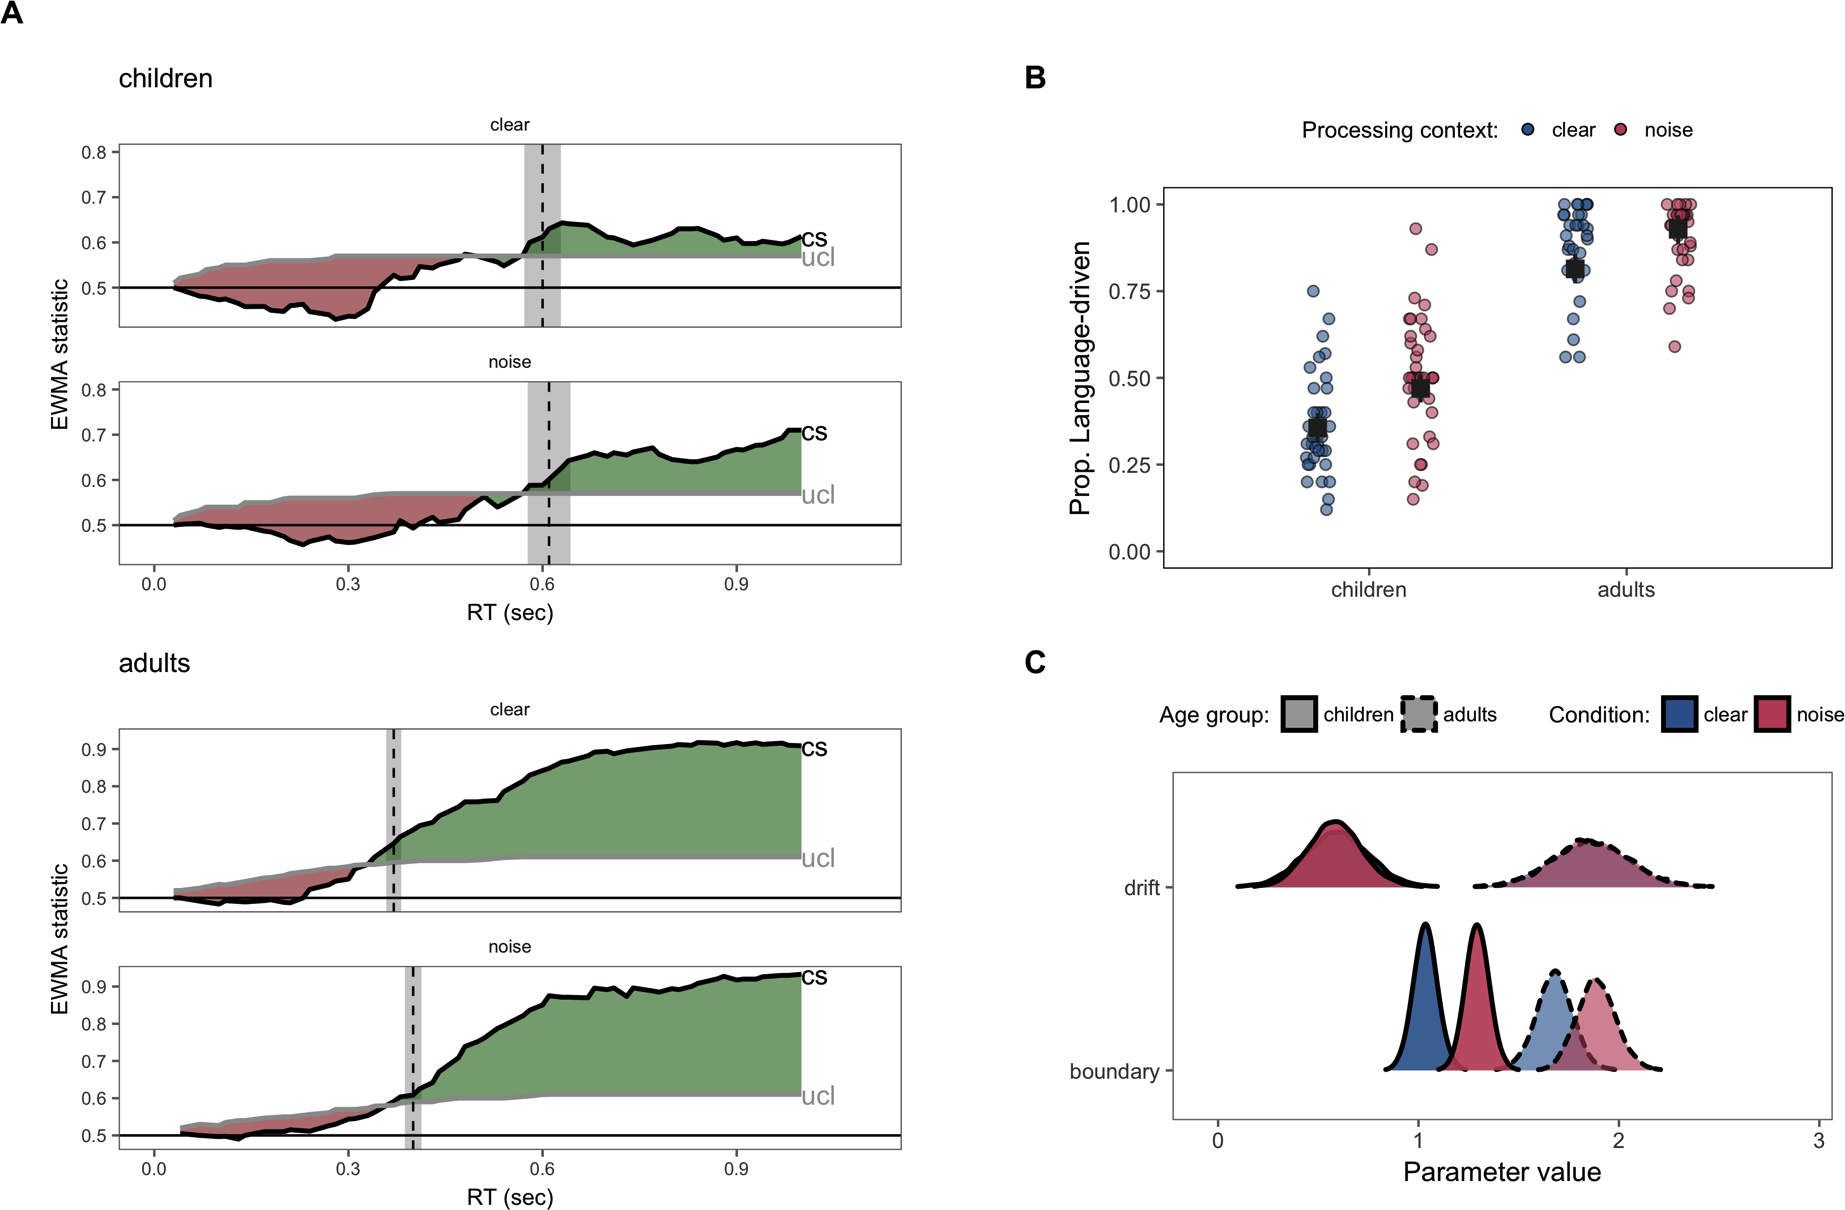 A
children
clear
0.8
0.7
0.6
0.5
cs
ucl
noise
0.8
0.7
0.6
0.5
cs
ucl
EWMA statistic
0.0 0.3 0.6 0.9
RT (sec)
adults
clear
0.9
0.8
0.7
0.6
0.5
cs
ucl
noise
0.9
0.8
0.7
0.6
0.5
cs
ucl
EWMA statistic
0.0 0.3 0.6 0.9
RT (sec)
B
Processing context: clear noise
Prop. Language-driven
1.00
0.75
0.50
0.25
0.00
children adults
C
Age group: children adults Condition: clear noise
drift
boundary
0 1 2 3
Parameter value